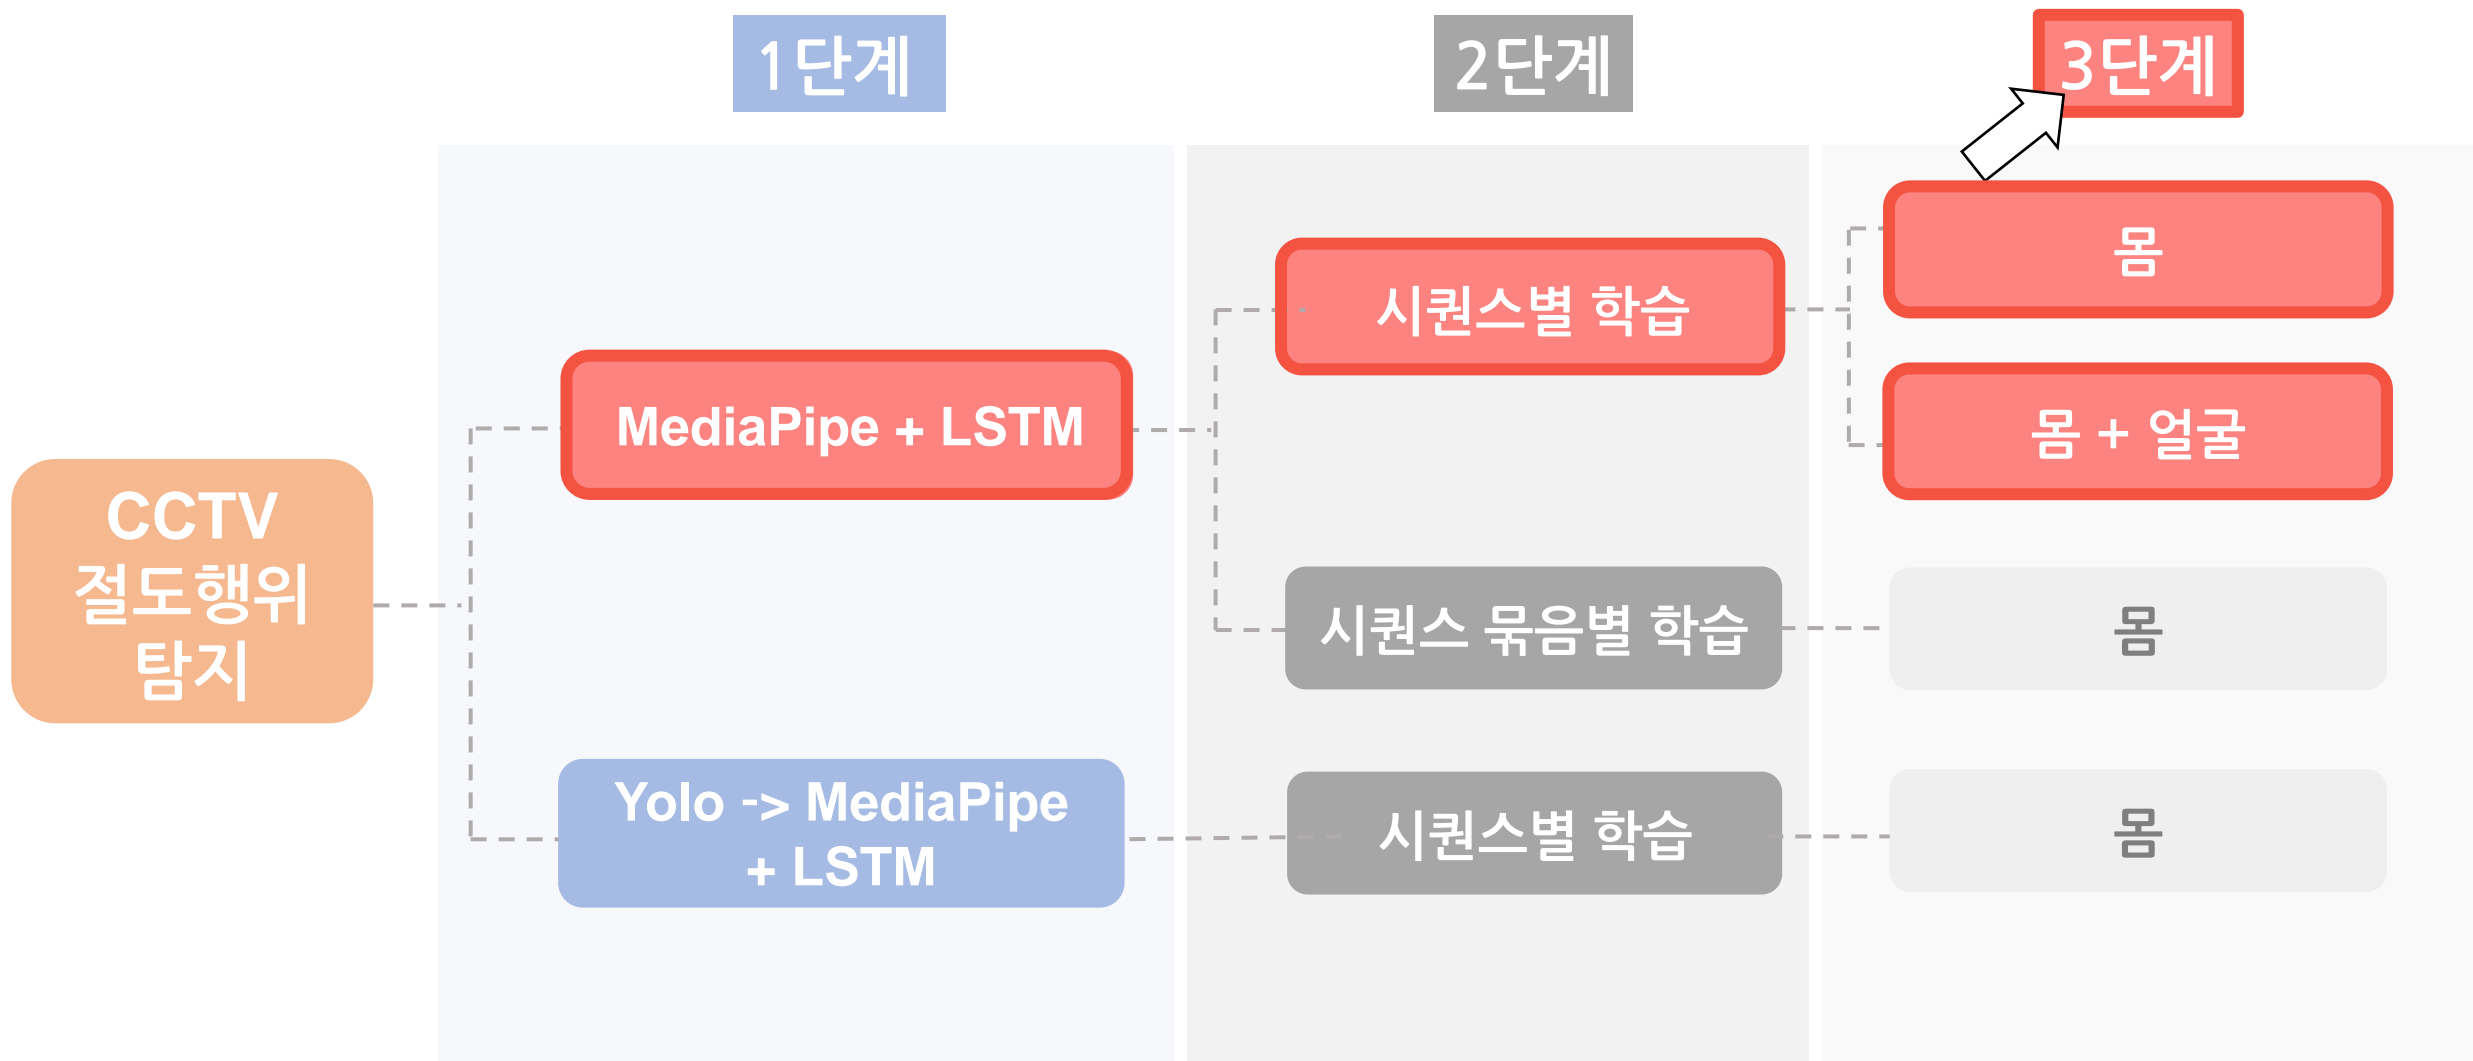 1단계
2단계
3단계
CCTV
절도행위
탐지
MediaPipe + LSTM
Yolo -> MediaPipe
+ LSTM
시퀀스별 학습
시퀀스 묶음별 학습
시퀀스별 학습
몸
몸 + 얼굴
몸
몸